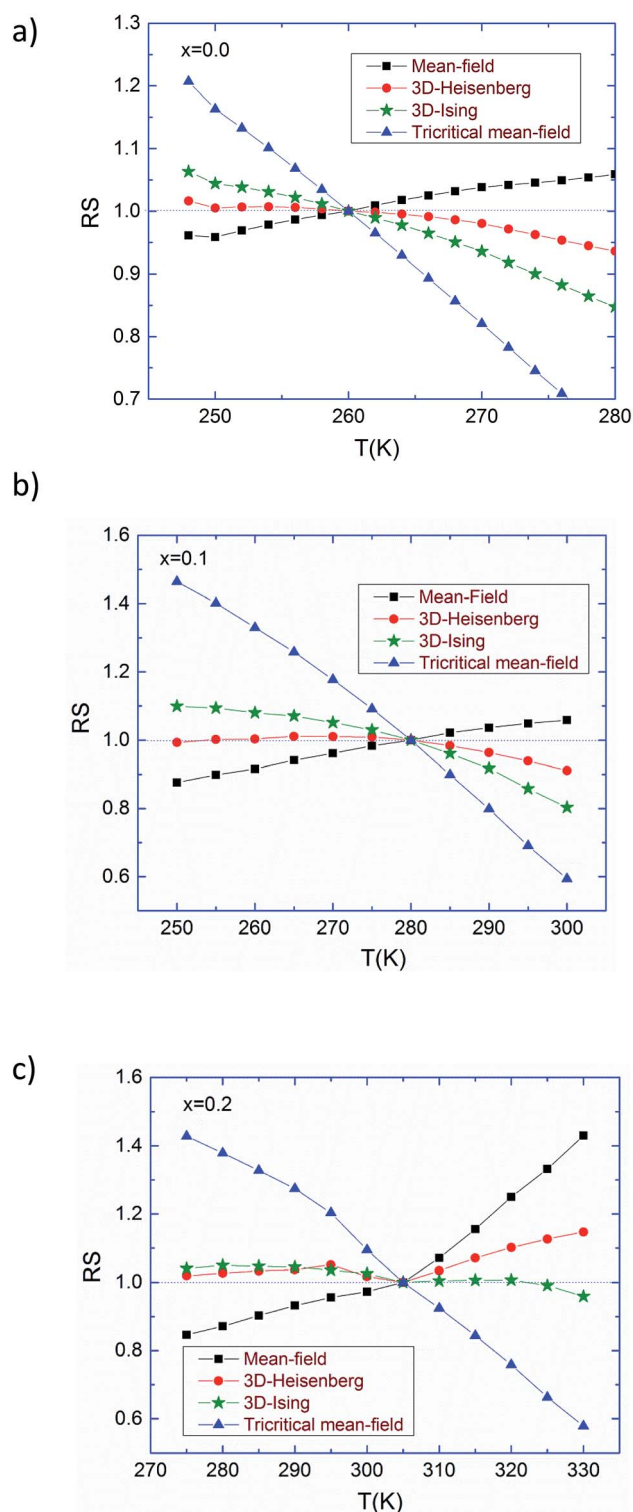 a)
x=0.0
Mean-field
3D-Heisenberg
3D-Ising
Tricritical mean-field
1.3
1.2
1.1
1.0
0.9
0.8
0.7
RS
250 260 270 280
T(K)
b)
x=0.1
Mean-Field
3D-Heisenberg
3D-Ising
Tricritical mean-field
1.6
1.4
1.2
1.0
0.8
0.6
RS
250 260 270 280 290 300
T(K)
c)
x=0.2
1.6
1.4
1.2
1.0
0.8
0.6
RS
Mean-field
3D-Heisenberg
3D-Ising
Tricritical mean-field
270 280 290 300 310 320 330
T(K)